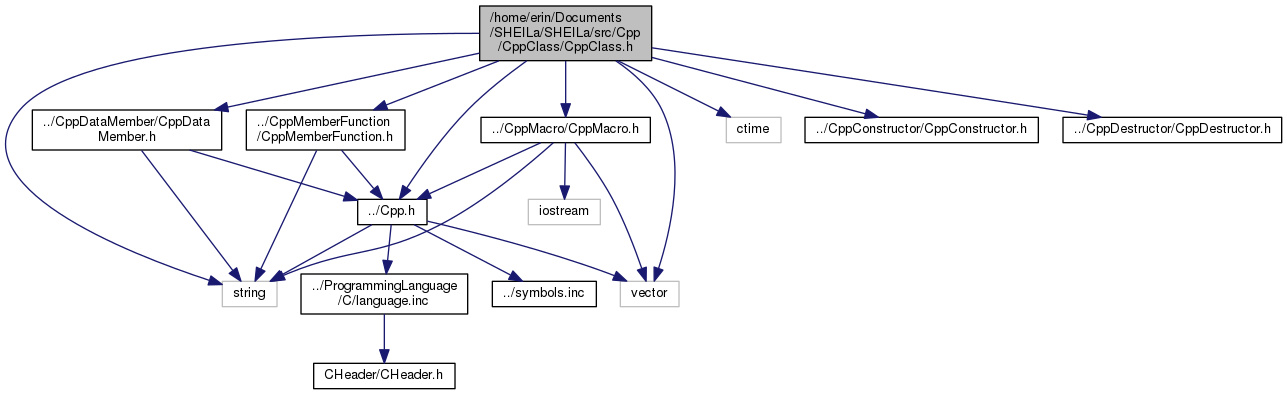 /home/erin/Documents
/SHEILa/SHEILa/src/Cpp
/CppClass/CppClass.h
../CppDataMember/CppData
Member.h
../CppMemberFunction
/CppMemberFunction.h
../CppMacro/CppMacro.h
ctime
../CppConstructor/CppConstructor.h
../CppDestructor/CppDestructor.h
../Cpp.h
iostream
string
../ProgrammingLanguage
/C/language.inc
../symbols.inc
vector
CHeader/CHeader.h